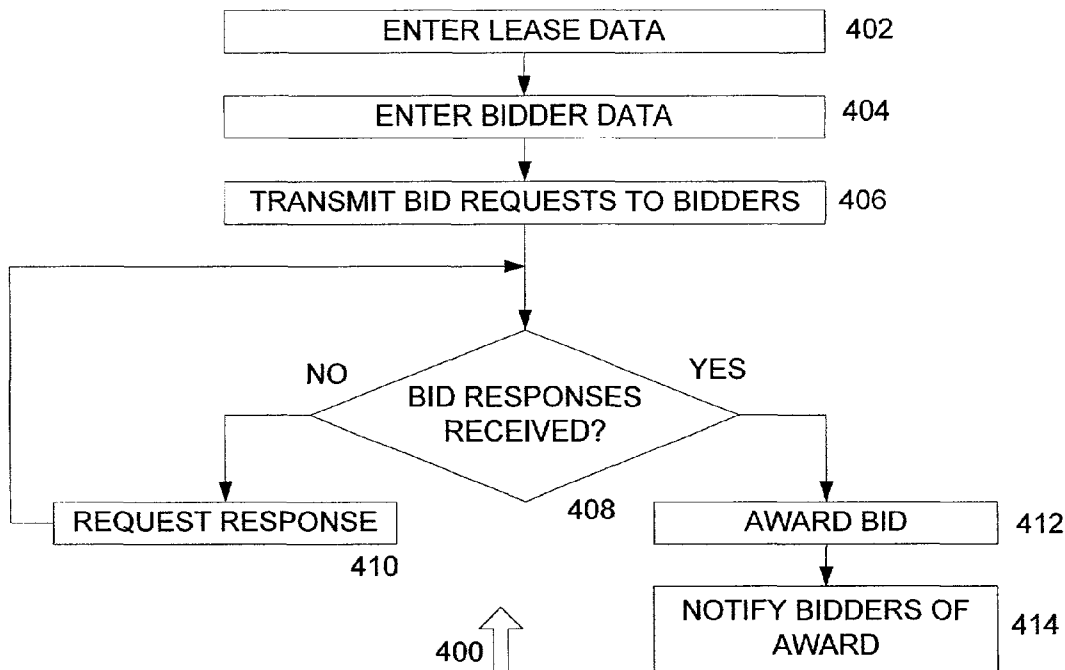 ENTER LEASE DATA 402
ENTER BIDDER DATA 404
TRANSMIT BID REQUESTS TO BIDDERS 406
NO
YES
BID RESPONSES
RECEIVED?
408
REQUEST RESPONSE
410
AWARD BID 412
NOTIFY BIDDERS OF
AWARD
414
400